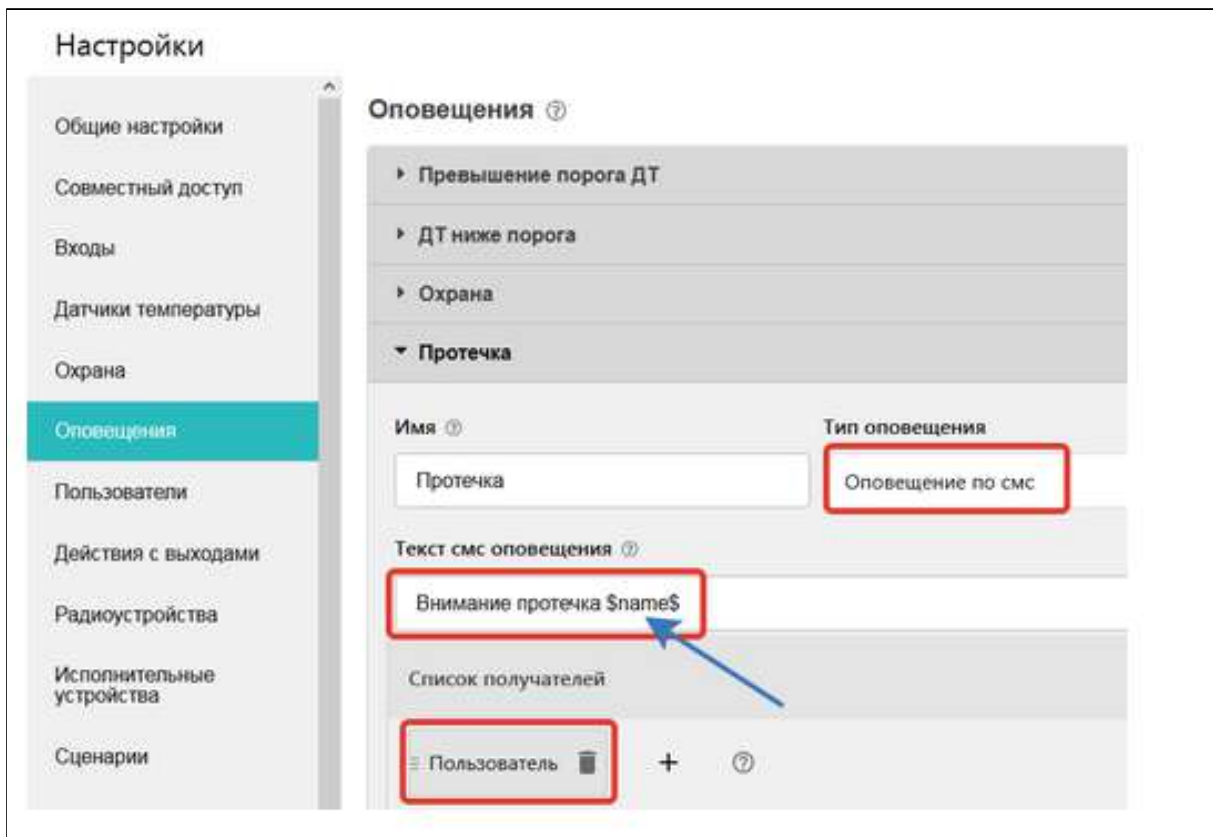 Настройки
Общие настройки
Совместный доступ
Входы
Датчики температуры
Охрана
Оповещения
Пользователи
Действия с выходами
Радиоустройства
Исполнительные
устройства
Сценарии
Оповещения ?
Превышение порога ДТ
ДТ ниже порога
Охрана
Протечка
Имя ?
Тип оповещения
Протечка
Оповещение по смс
Текст смс оповещения ?
Внимание протечка $name$
Список получателей
Пользователь + ?